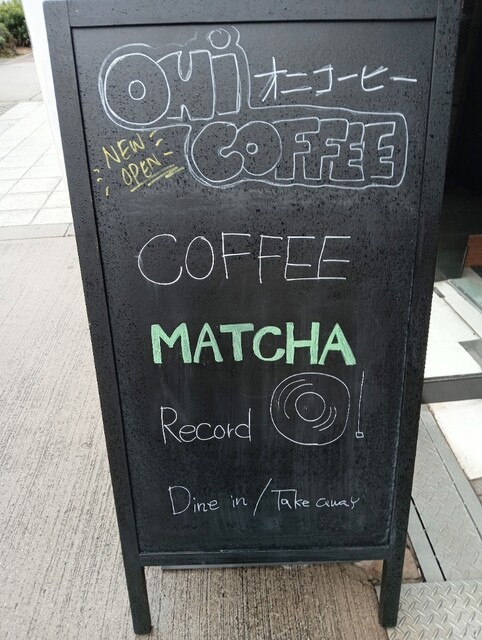 ONi オニコーヒー
COFFEE
NEW
OPEN
COFFEE
MATCHA
Record
Dine in / Take away